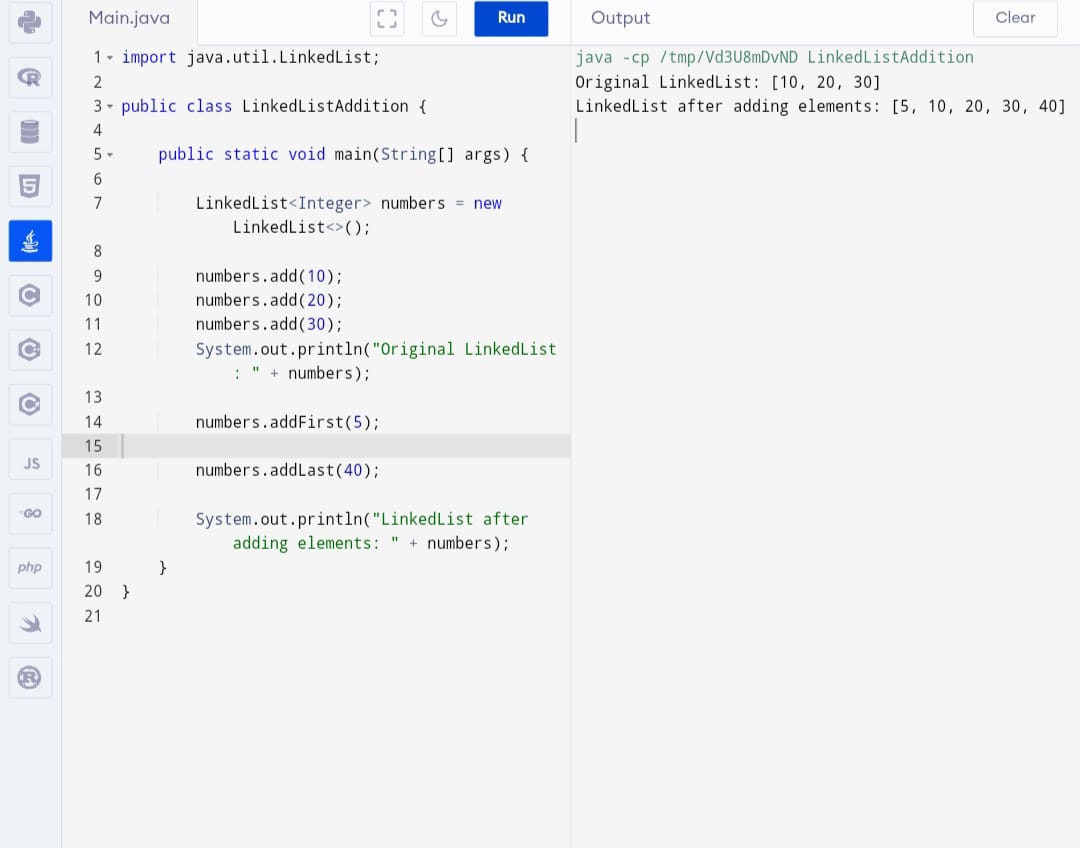 Main.java
Run
Output
Clear
1 import java.util.LinkedList;
2
3 public class LinkedListAddition {
4
5 public static void main(String[] args) {
6
7 LinkedList<Integer> numbers = new
LinkedList<>();
8
9 numbers.add(10);
10 numbers.add(20);
11 numbers.add(30);
12 System.out.println("Original LinkedList
: " + numbers);
13
14 numbers.addFirst(5);
15
16 numbers.addLast(40);
17
18 System.out.println("LinkedList after
adding elements: " + numbers);
19 }
20 }
21
java -cp /tmp/Vd3U8mDvND LinkedListAddition
Original LinkedList: [10, 20, 30]
LinkedList after adding elements: [5, 10, 20, 30, 40]
R
5
C
C
C
JS
GO
php
R